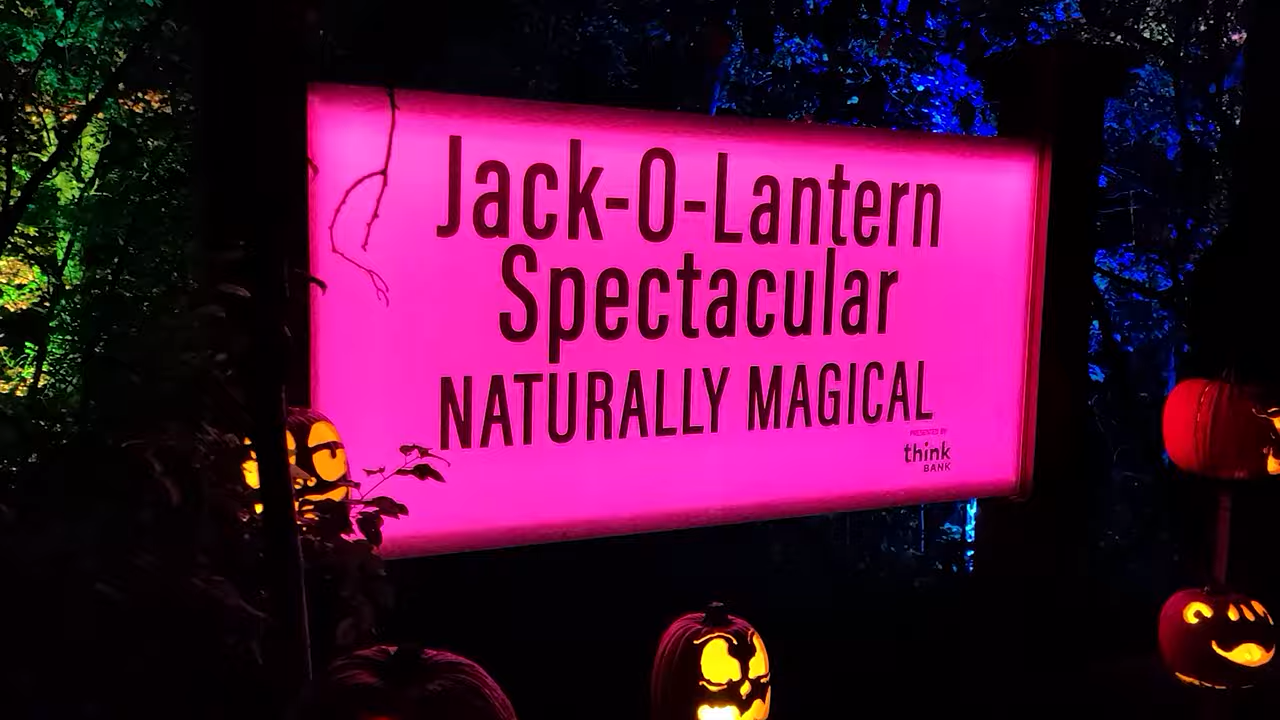 Jack-O-Lantern
Spectacular
NATURALLY MAGICAL
PRESENTED BY
think
BANK